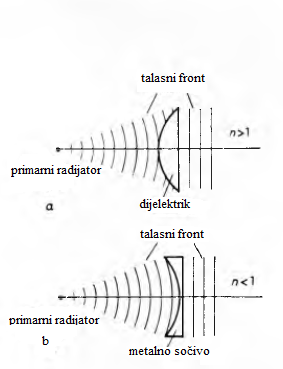 talasni front
n>1
primarni radijator
a
dijelektrik
talasni front
n<1
primarni radijator
b
metalno sočivo